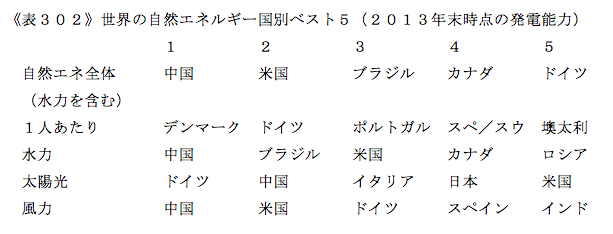 《表３０２》世界の自然エネルギー国別ベスト５（２０１３年末時点の発電能力）
１ ２ ３ ４ ５
自然エネ全体 中国 米国 ブラジル カナダ ドイツ
（水力を含む）
１人あたり デンマーク ドイツ ポルトガル スペ／スウ 墺太利
水力 中国 ブラジル 米国 カナダ ロシア
太陽光 ドイツ 中国 イタリア 日本 米国
風力 中国 米国 ドイツ スペイン インド